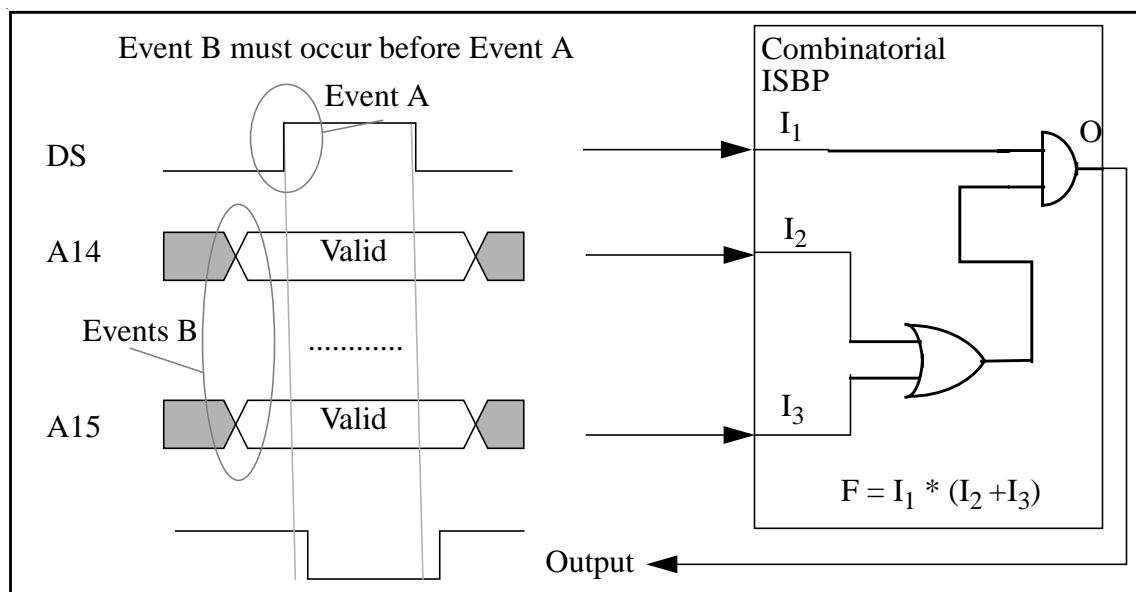 Event B must occur before Event A
Event A
DS
A14
Valid
Events B
............
A15
Valid
Output
Combinatorial
ISBP
I1
O
I2
I3
F = I1 * (I2 +I3)